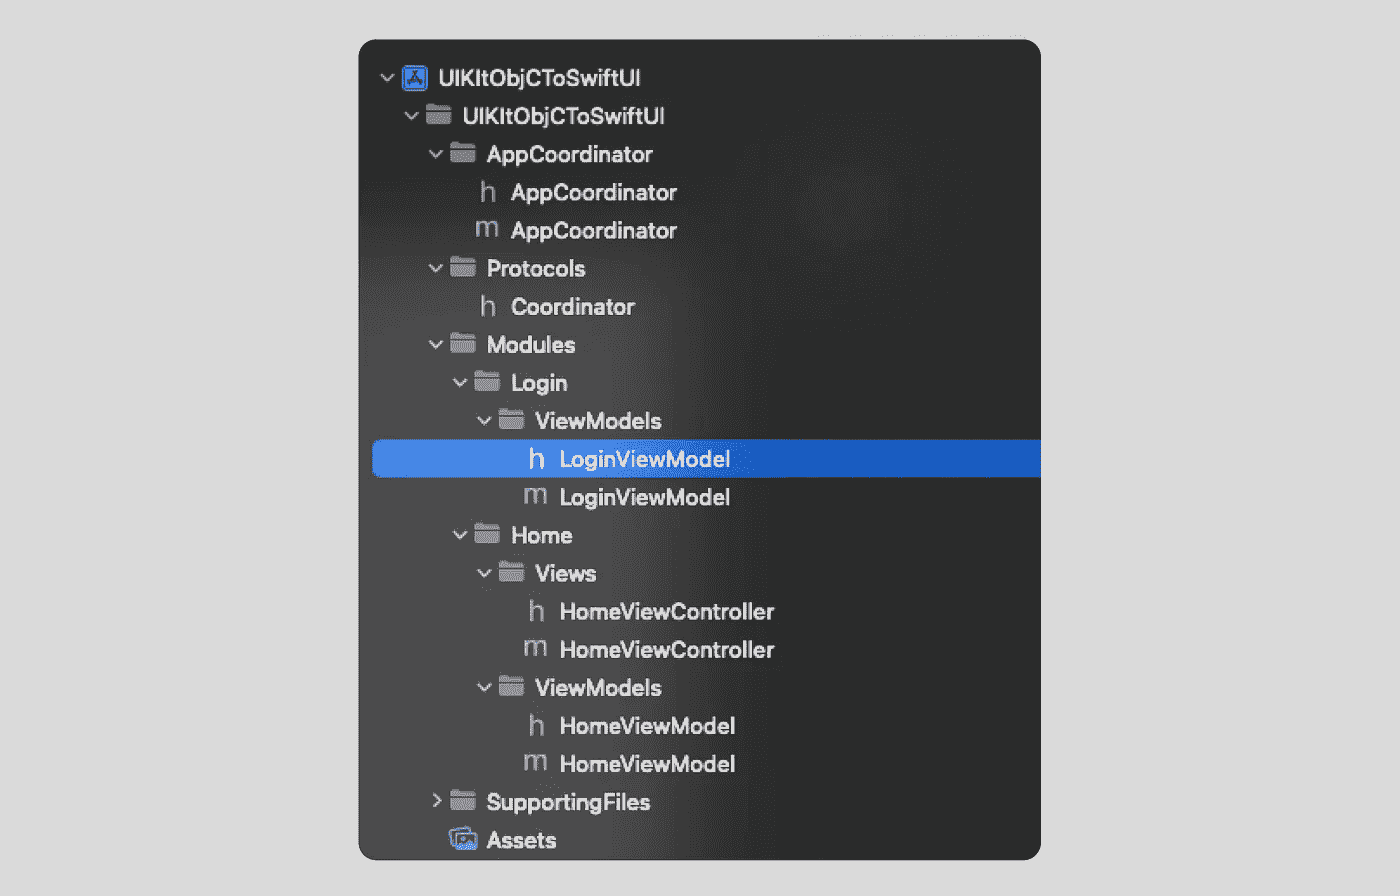 UIKItObjCToSwiftUI
UIKItObjCToSwiftUI
AppCoordinator
h AppCoordinator
m AppCoordinator
Protocols
h Coordinator
Modules
Login
ViewModels
h LoginViewModel
m LoginViewModel
Home
Views
h HomeViewController
m HomeViewController
ViewModels
h HomeViewModel
m HomeViewModel
SupportingFiles
Assets